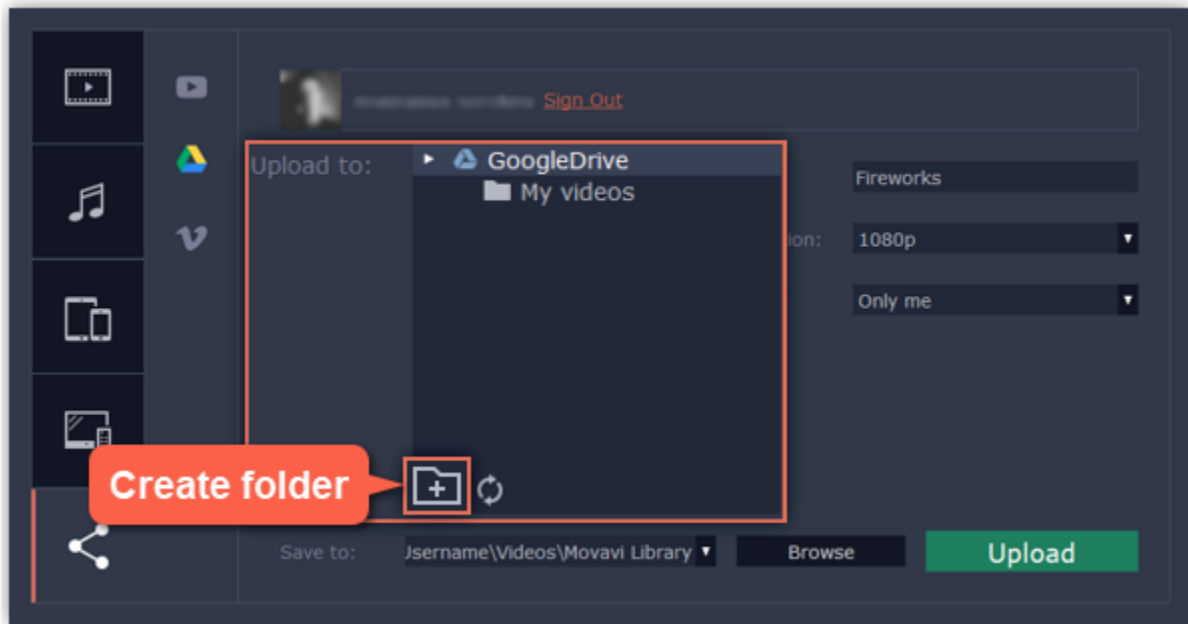 Sign Out
Upload to:
GoogleDrive
My videos
Fireworks
ion:
1080p
Only me
Create folder
Save to:
Jsername\Videos\Movavi Library
Browse
Upload